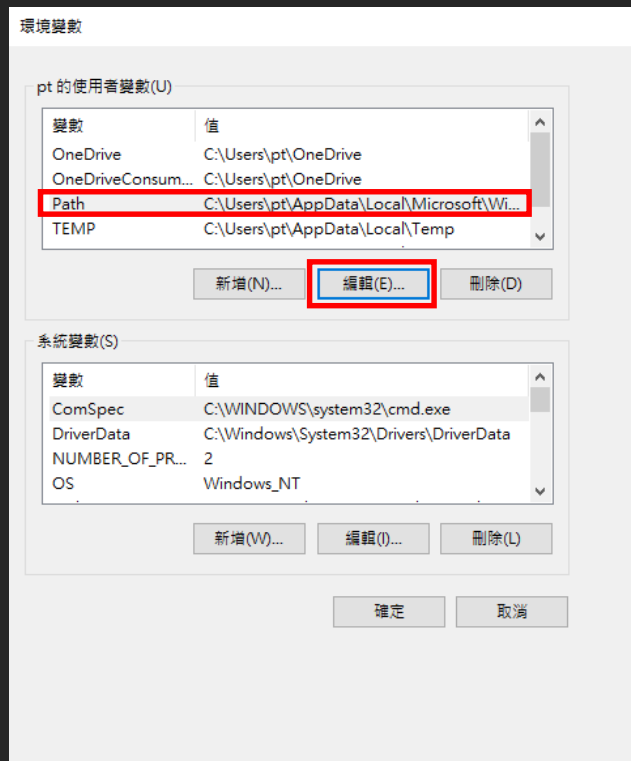 環境變數
pt 的使用者變數(U)
變數 值
OneDrive C:\Users\pt\OneDrive
OneDriveConsum... C:\Users\pt\OneDrive
Path C:\Users\pt\AppData\Local\Microsoft\Wi...
TEMP C:\Users\pt\AppData\Local\Temp
新增(N)... 編輯(E)... 刪除(D)
系統變數(S)
變數 值
ComSpec C:\WINDOWS\system32\cmd.exe
DriverData C:\Windows\System32\Drivers\DriverData
NUMBER_OF_PR... 2
OS Windows_NT
新增(W)... 編輯(I)... 刪除(L)
確定 取消